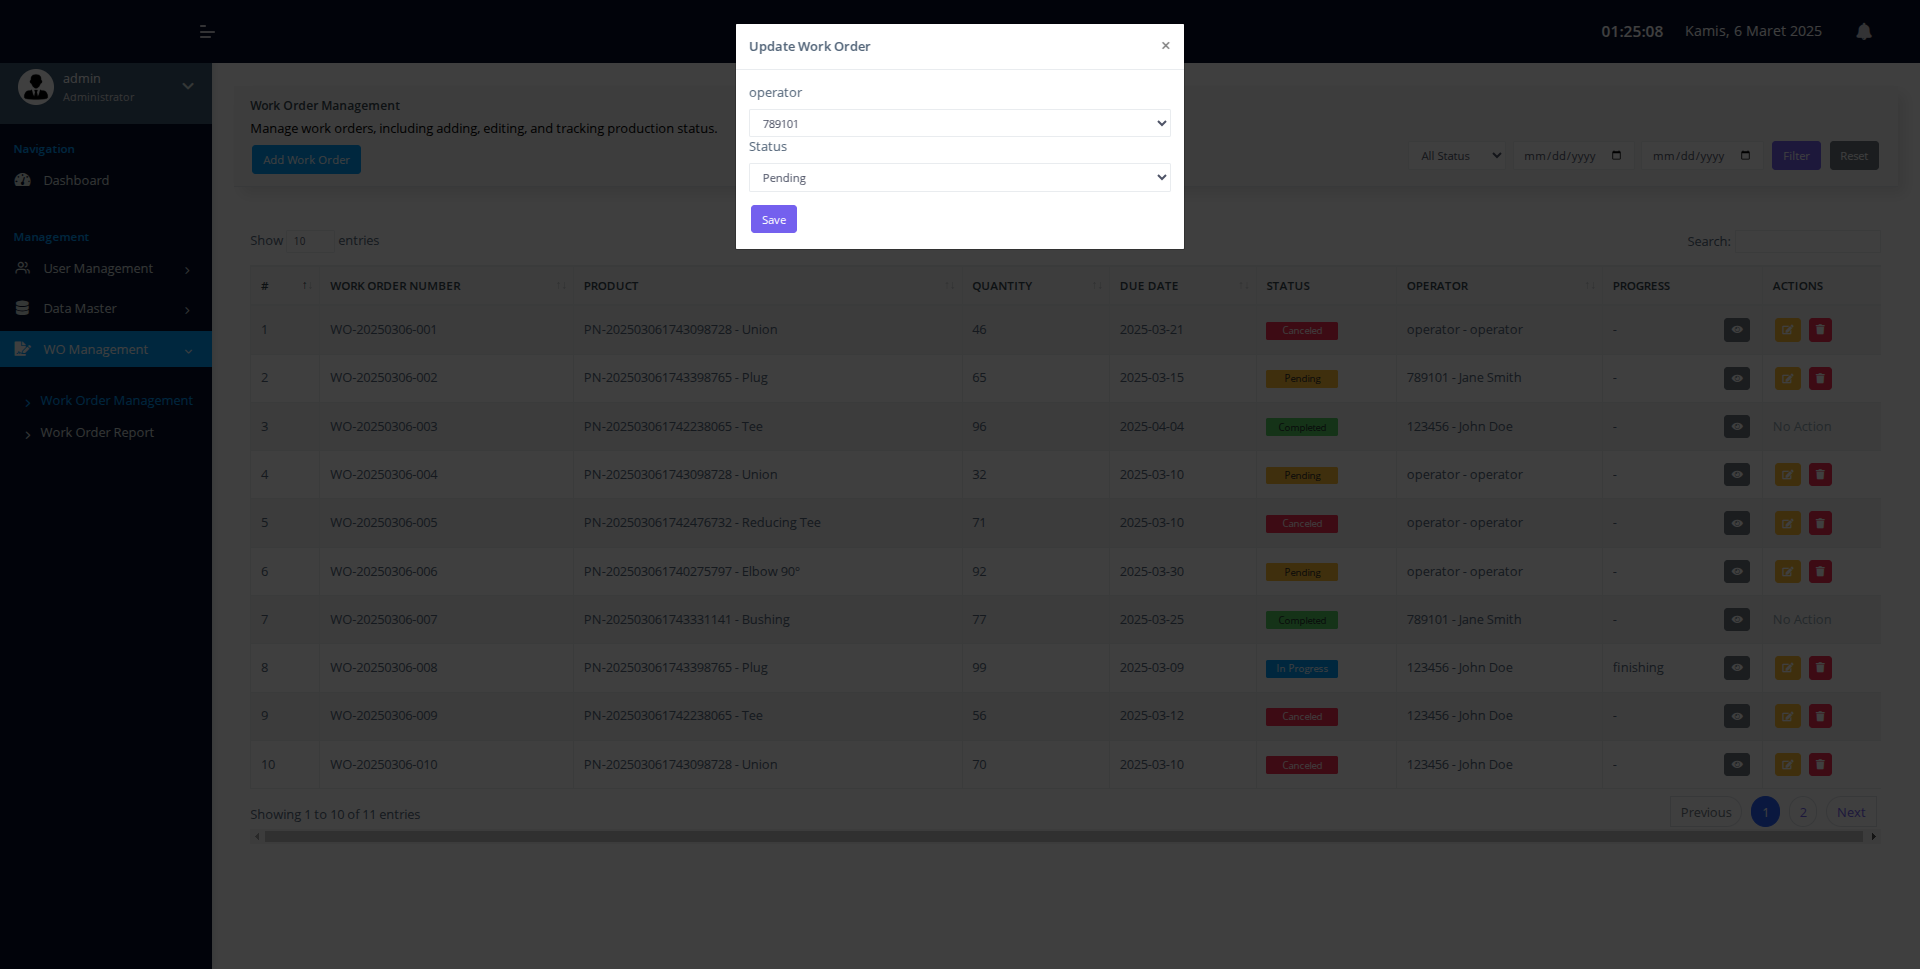 01:25:08 Kamis, 6 Maret 2025
admin
Administrator
Navigation
Dashboard
Management
User Management
Data Master
WO Management
Work Order Management
Work Order Report
Update Work Order ×
operator
789101
Status
Pending
Save
Work Order Management
Manage work orders, including adding, editing, and tracking production status.
Add Work Order
All Status mm/dd/yyyy mm/dd/yyyy Filter Reset
Show 10 entries Search:
# WORK ORDER NUMBER PRODUCT QUANTITY DUE DATE STATUS OPERATOR PROGRESS ACTIONS
1 WO-20250306-001 PN-202503061743098728 - Union 46 2025-03-21 Canceled operator - operator -
2 WO-20250306-002 PN-202503061743398765 - Plug 65 2025-03-15 Pending 789101 - Jane Smith -
3 WO-20250306-003 PN-202503061742238065 - Tee 96 2025-04-04 Completed 123456 - John Doe - No Action
4 WO-20250306-004 PN-202503061743098728 - Union 32 2025-03-10 Pending operator - operator -
5 WO-20250306-005 PN-202503061742476732 - Reducing Tee 71 2025-03-10 Canceled operator - operator -
6 WO-20250306-006 PN-202503061740275797 - Elbow 90° 92 2025-03-30 Pending operator - operator -
7 WO-20250306-007 PN-202503061743331141 - Bushing 77 2025-03-25 Completed 789101 - Jane Smith - No Action
8 WO-20250306-008 PN-202503061743398765 - Plug 99 2025-03-09 In Progress 123456 - John Doe finishing
9 WO-20250306-009 PN-202503061742238065 - Tee 56 2025-03-12 Canceled 123456 - John Doe -
10 WO-20250306-010 PN-202503061743098728 - Union 70 2025-03-10 Canceled 123456 - John Doe -
Showing 1 to 10 of 11 entries
Previous 1 2 Next